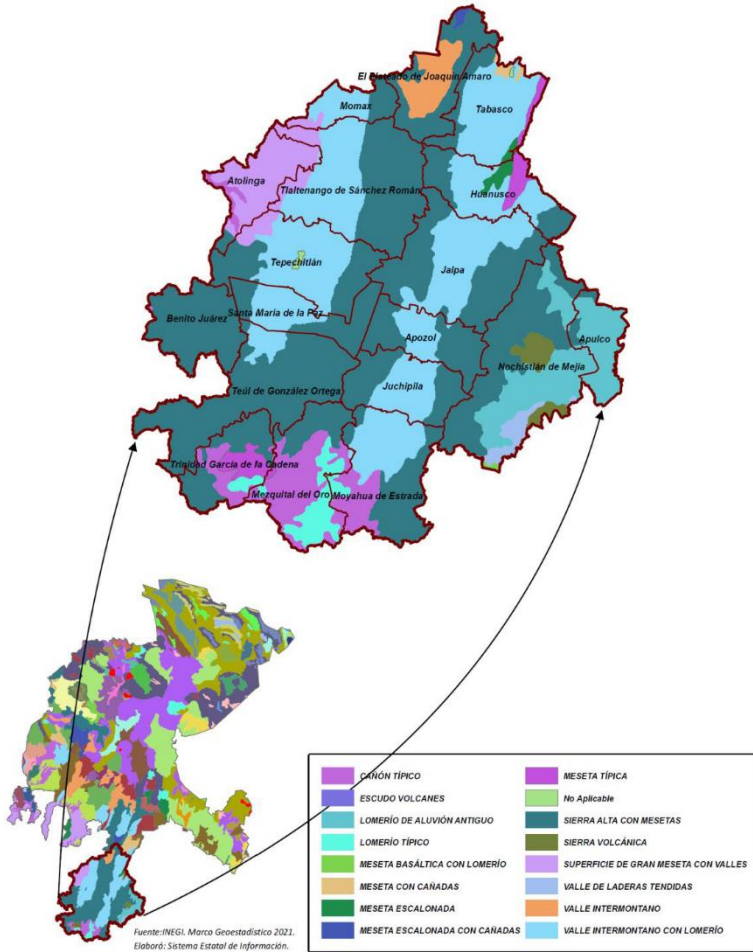 El Plateado de Joaquín Amaro
Momax
Tabasco
Atolinga
Tlaltenango de Sánchez Román
Huanusco
Tepechitlán
Jalpa
Benito Juárez
Santa María de la Paz
Apozol
Apulco
Nochistlán de Mejía
Juchipila
Teúl de González Ortega
Trinidad García de la Cadena
Mezquital del Oro
Moyahua de Estrada
CAÑÓN TÍPICO
ESCUDO VOLCANES
LOMERÍO DE ALUVIÓN ANTIGUO
LOMERÍO TÍPICO
MESETA BASÁLTICA CON LOMERÍO
MESETA CON CAÑADAS
MESETA ESCALONADA
MESETA ESCALONADA CON CAÑADAS
MESETA TÍPICA
No Aplicable
SIERRA ALTA CON MESETAS
SIERRA VOLCÁNICA
SUPERFICIE DE GRAN MESETA CON VALLES
VALLE DE LADERAS TENDIDAS
VALLE INTERMONTANO
VALLE INTERMONTANO CON LOMERÍO
Fuente:INEGI. Marco Geoestadístico 2021.
Elaboró: Sistema Estatal de Información.